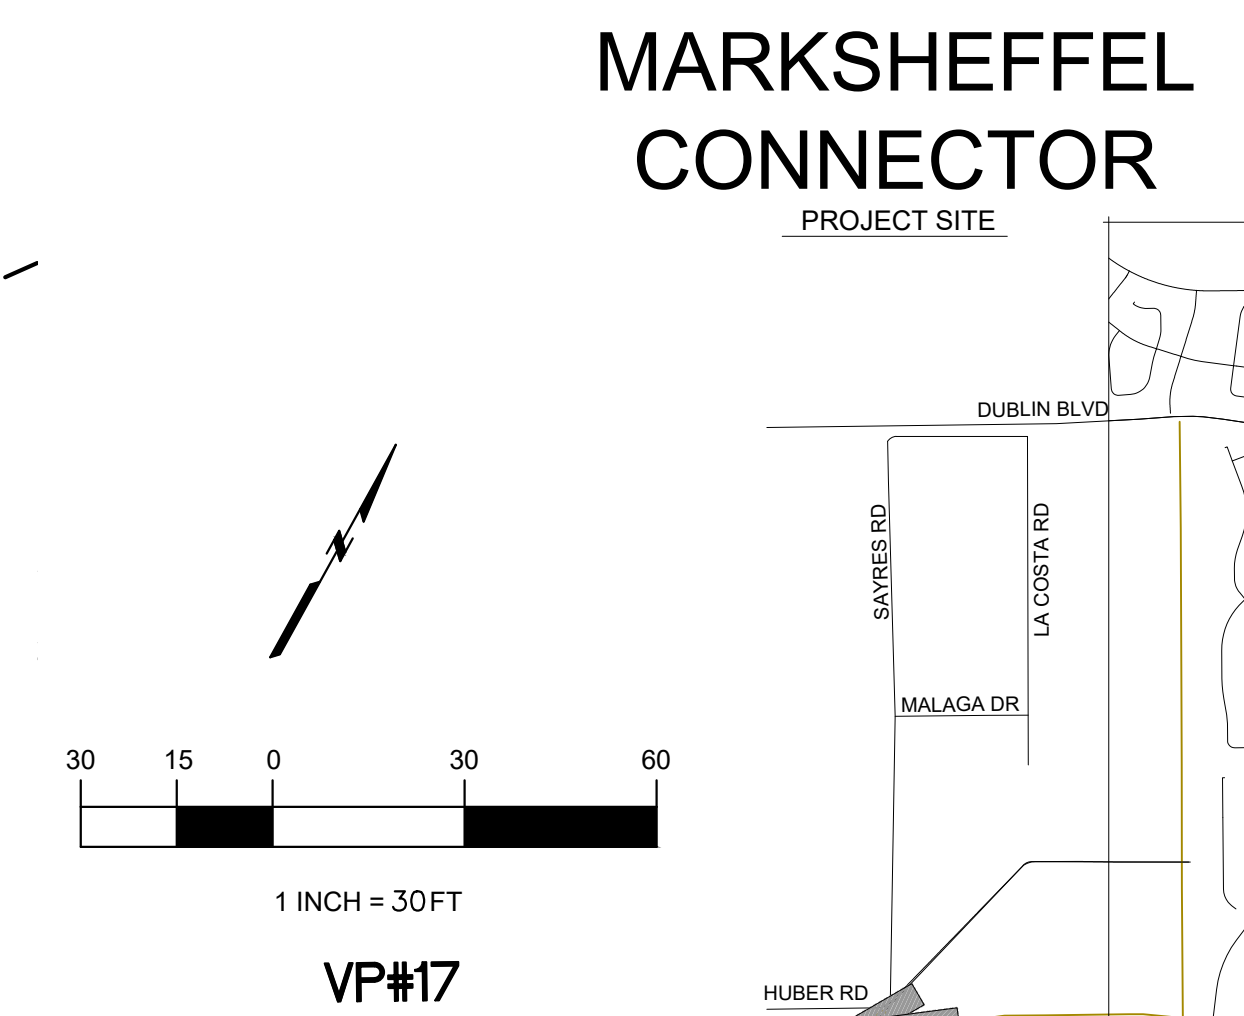 MARKSHEFFEL
CONNECTOR
PROJECT SITE
DUBLIN BLVD
SAYRES RD
LA COSTA RD
MALAGA DR
N
30 15 0 30 60
1 INCH = 30FT
VP#17
HUBER RD